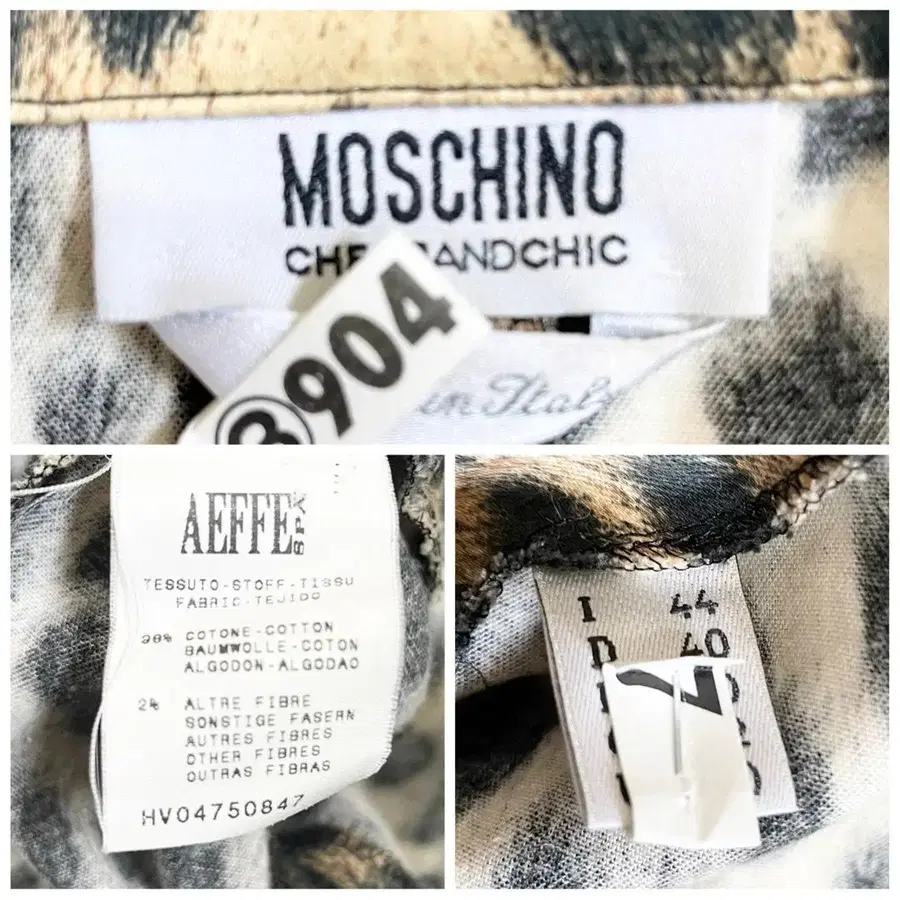 MOSCHINO
CHE ANDCHIC
904
in Italy
AEFFE
SPA
TESSUTO-STOFF-TISSU
FABRIC-TEJIDO
98% COTONE-COTTON
BAUMWOLLE-COTON
ALGODON-ALGODAO
2% ALTRE FIBRE
SONSTIGE FASERN
AUTRES FIBRES
OTHER FIBRES
OUTRAS FIBRAS
HV04750847
I 44
D 40